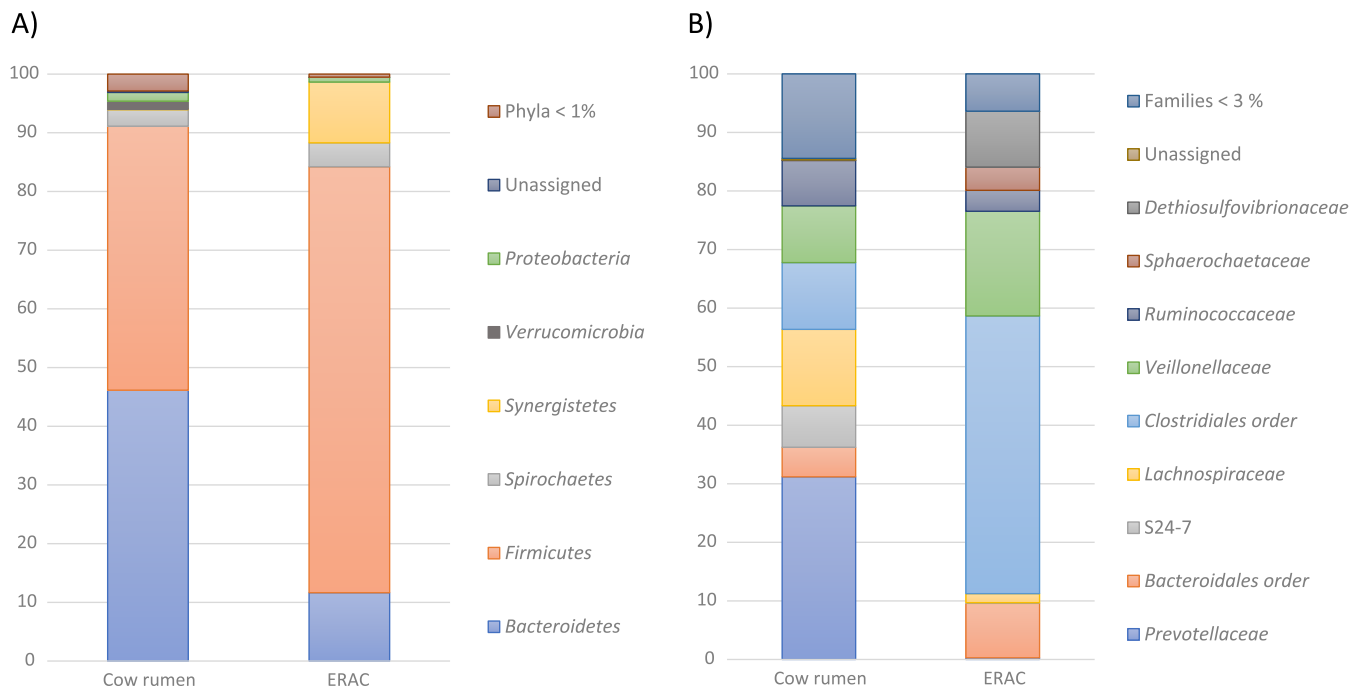 A)
100
90
80
70
60
50
40
30
20
10
0
Cow rumen
ERAC
Phyla < 1%
Unassigned
Proteobacteria
Verrucomicrobia
Synergistetes
Spirochaetes
Firmicutes
Bacteroidetes
B)
100
90
80
70
60
50
40
30
20
10
0
Cow rumen
ERAC
Families < 3 %
Unassigned
Dethiosulfovibrionaceae
Sphaerochaetaceae
Ruminococcaceae
Veillonellaceae
Clostridiales order
Lachnospiraceae
S24-7
Bacteroidales order
Prevotellaceae